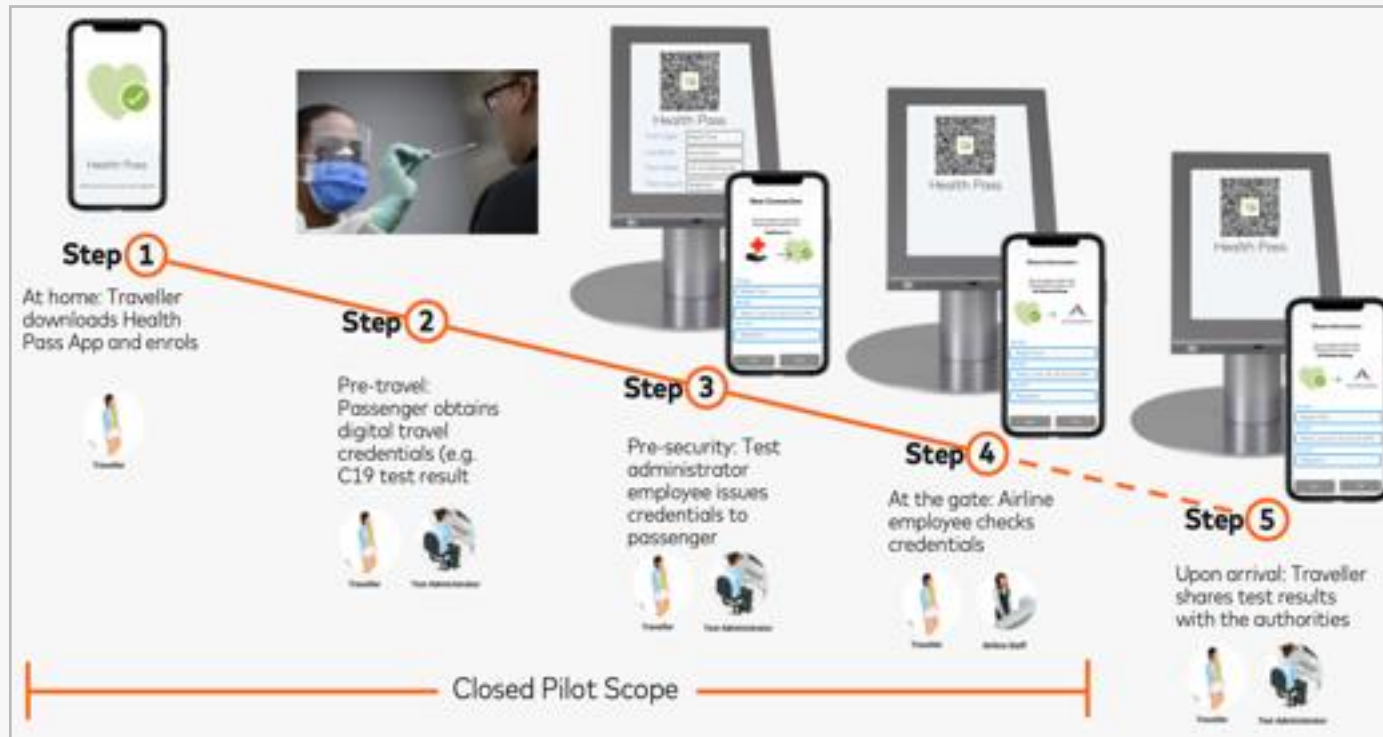 Health Pass
Step 1
At home: Traveller
downloads Health
Pass App and enrols
Traveller
Step 2
Pre-travel:
Passenger obtains
digital travel
credentials (e.g.
C19 test result
Traveller
Test Administrator
Health Pass
Step 3
Pre-security: Test
administrator
employee issues
credentials to
passenger
Traveller
Test Administrator
Health Pass
Step 4
At the gate: Airline
employee checks
credentials
Traveller
Airline Staff
Health Pass
Step 5
Upon arrival: Traveller
shares test results
with the authorities
Traveller
Test Administrator
Closed Pilot Scope